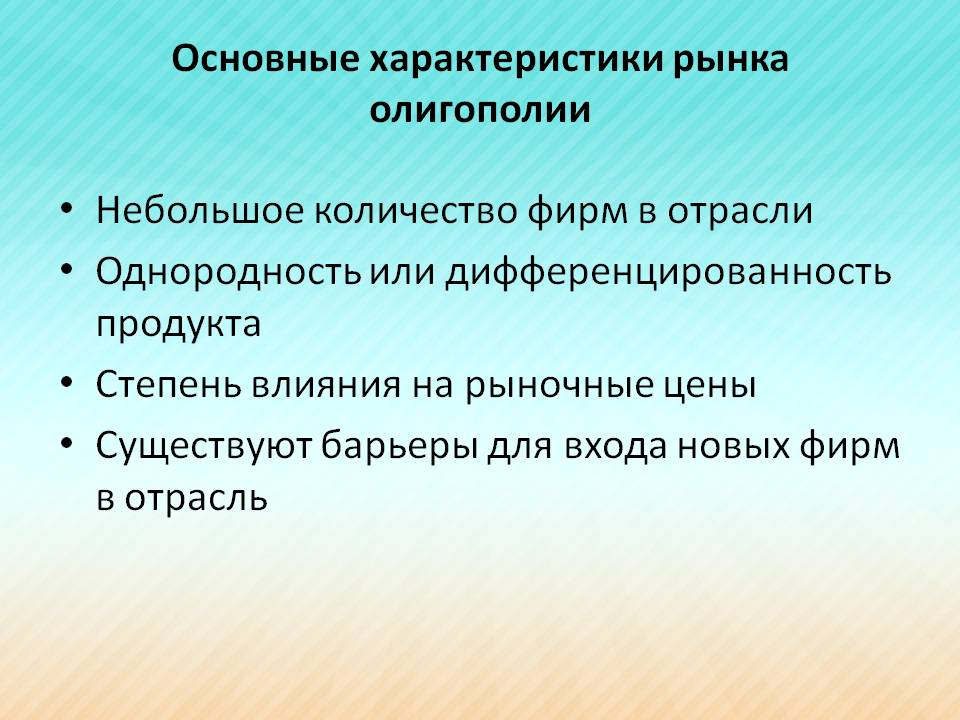 Основные характеристики рынка
олигополии
• Небольшое количество фирм в отрасли
• Однородность или дифференцированность
продукта
• Степень влияния на рыночные цены
• Существуют барьеры для входа новых фирм
в отрасль